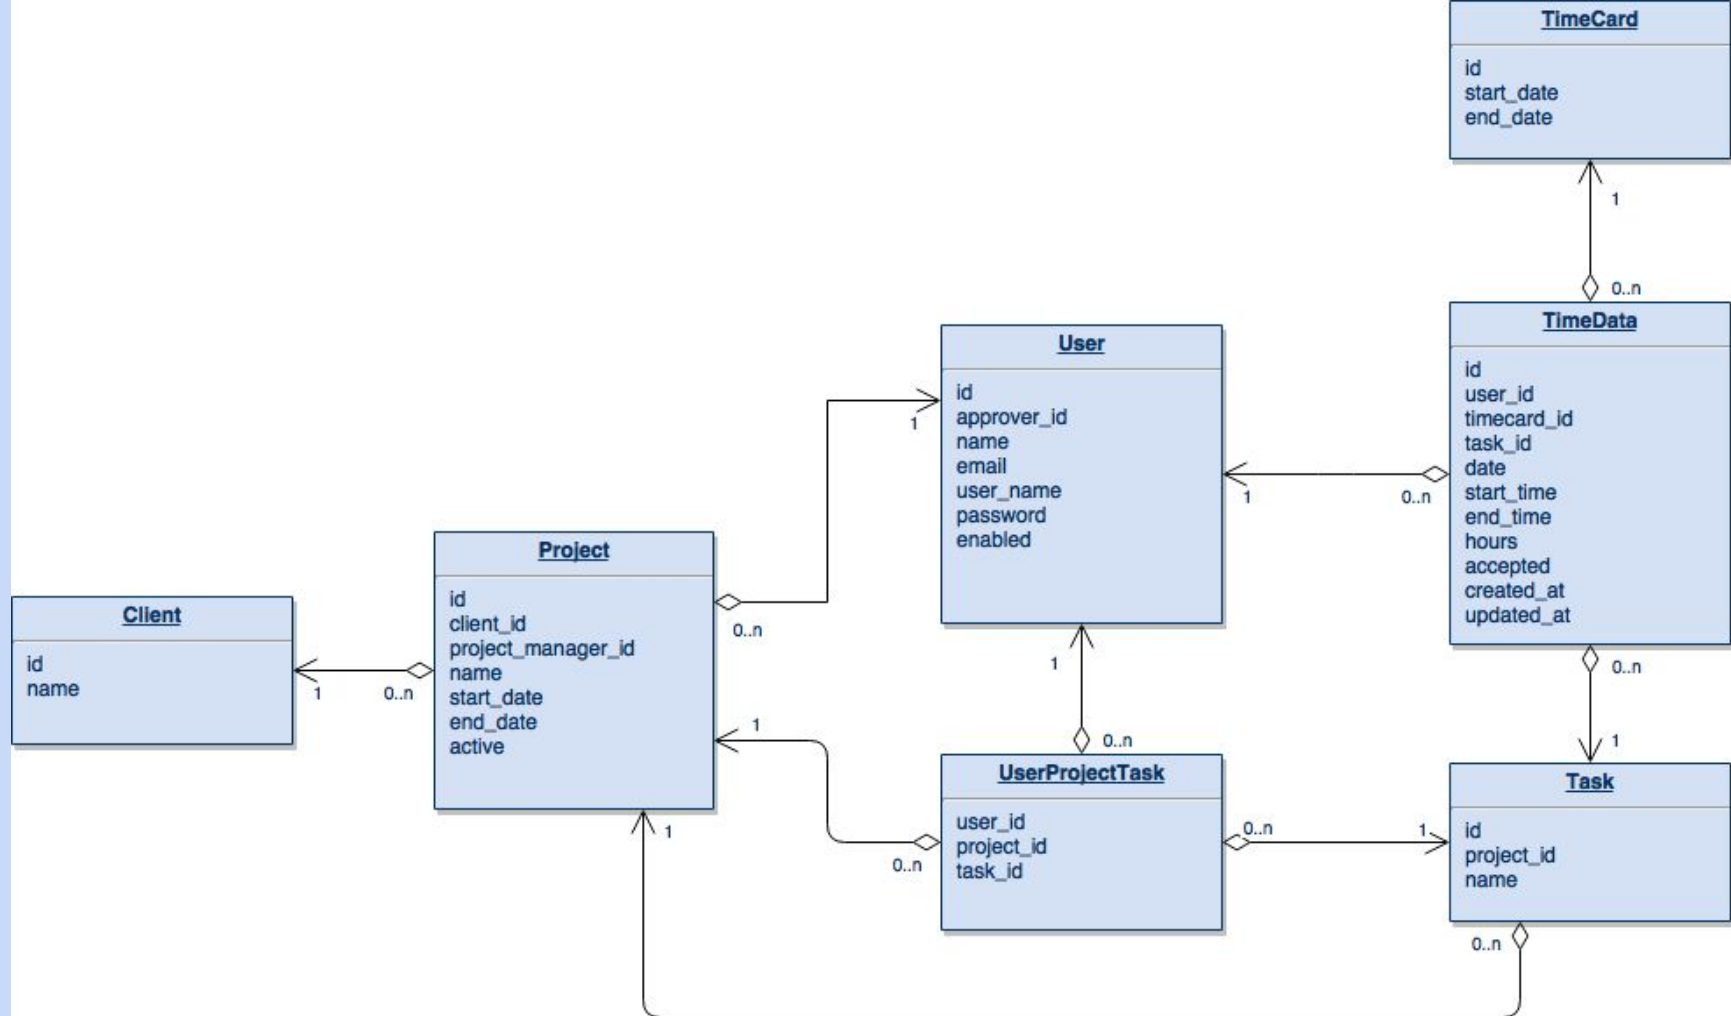 TimeCard
id
start_date
end_date
1
0..n
TimeData
id
user_id
timecard_id
task_id
date
start_time
end_time
hours
accepted
created_at
updated_at
User
id
approver_id
name
email
user_name
password
enabled
1
1
0..n
Project
id
client_id
project_manager_id
name
start_date
end_date
active
0..n
Client
id
name
1
0..n
1
0..n
0..n
1
1
0..n
UserProjectTask
user_id
project_id
task_id
0..n
1
Task
id
project_id
name
1
0..n
0..n
1